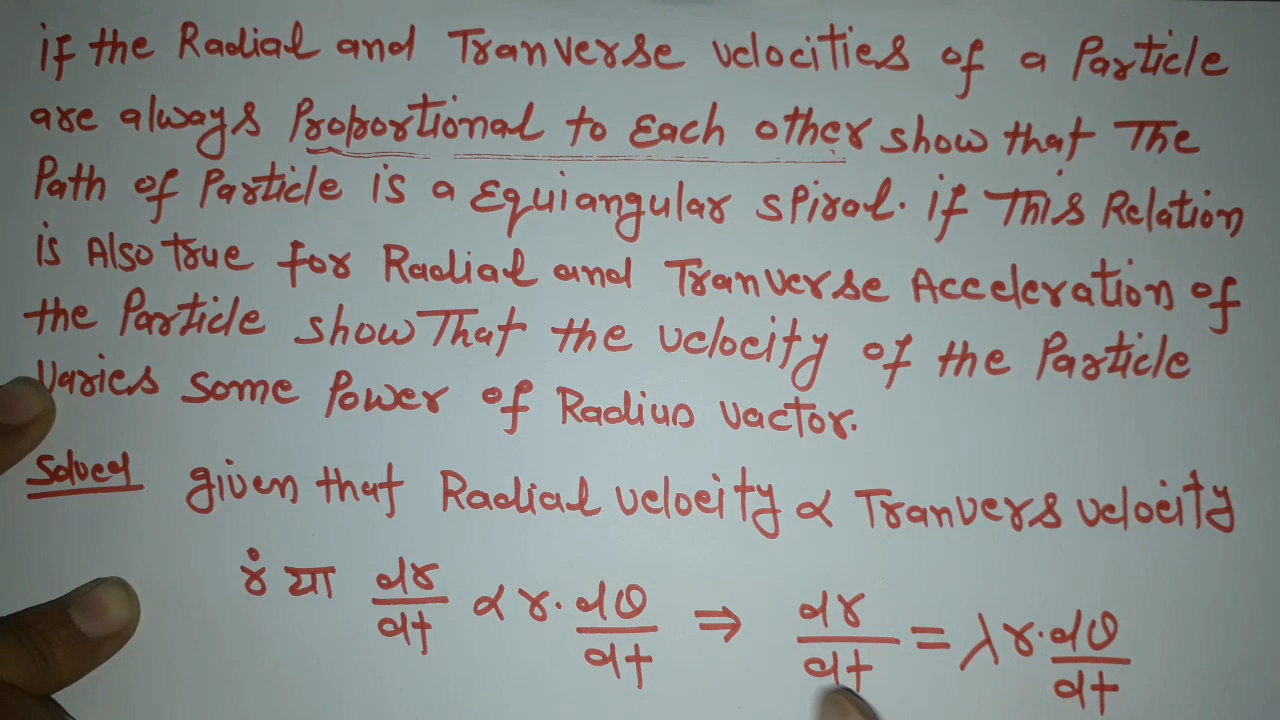 if the Radial and Tranverse velocities of a Particle
are always Proportional to Each other show that The
Path of Particle is a Equiangular spiral. if This Relation
is Also true for Radial and Tranverse Acceleration of
the Particle show That the velocity of the Particle
Varies some Power of Radius vactor.
Solved given that Radial velocity ∝ Tranvers velocity
ṙ या dr/dt ∝ r. dθ/dt ⇒ dr/dt = λ r. dθ/dt